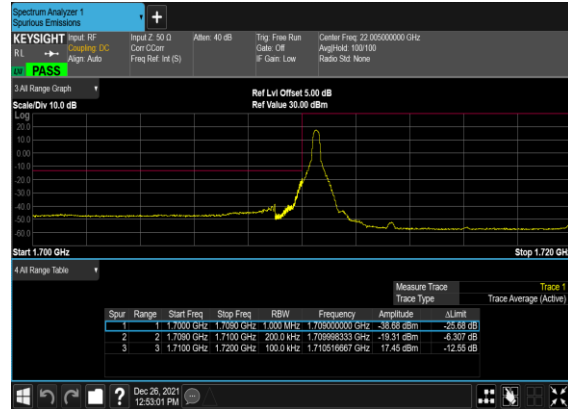 Spectrum Analyzer 1
Spurious Emissions
KEYSIGHT Input: RF Input Z: 50 Ω Atten: 40 dB Trig: Free Run Center Freq: 22.005000000 GHz
RL Coupling: DC Corr CCorr Gate: Off Avg|Hold: 100/100
Align: Auto Freq Ref: Int (S) IF Gain: Low Radio Std: None
PASS
3 All Range Graph
Ref Lvl Offset 5.00 dB
Scale/Div 10.0 dB Ref Value 30.00 dBm
Log
20.0
10.0
0.00
-10.0
-20.0
-30.0
-40.0
-50.0
-60.0
Start 1.700 GHz Stop 1.720 GHz
4 All Range Table
Measure Trace Trace 1
Trace Type Trace Average (Active)
Spur Range Start Freq Stop Freq RBW Frequency Amplitude ΔLimit
1 1 1.7000 GHz 1.7090 GHz 1.000 MHz 1.709000000 GHz -38.68 dBm -25.68 dB
2 2 1.7090 GHz 1.7100 GHz 200.0 kHz 1.709998333 GHz -19.31 dBm -6.307 dB
3 3 1.7100 GHz 1.7200 GHz 100.0 kHz 1.710516667 GHz 17.45 dBm -12.55 dB
Dec 26, 2021
12:53:01 PM